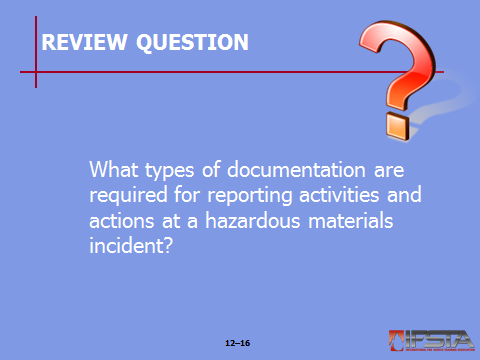 REVIEW QUESTION
What types of documentation are
required for reporting activities and
actions at a hazardous materials
incident?
12–16
IFSTA